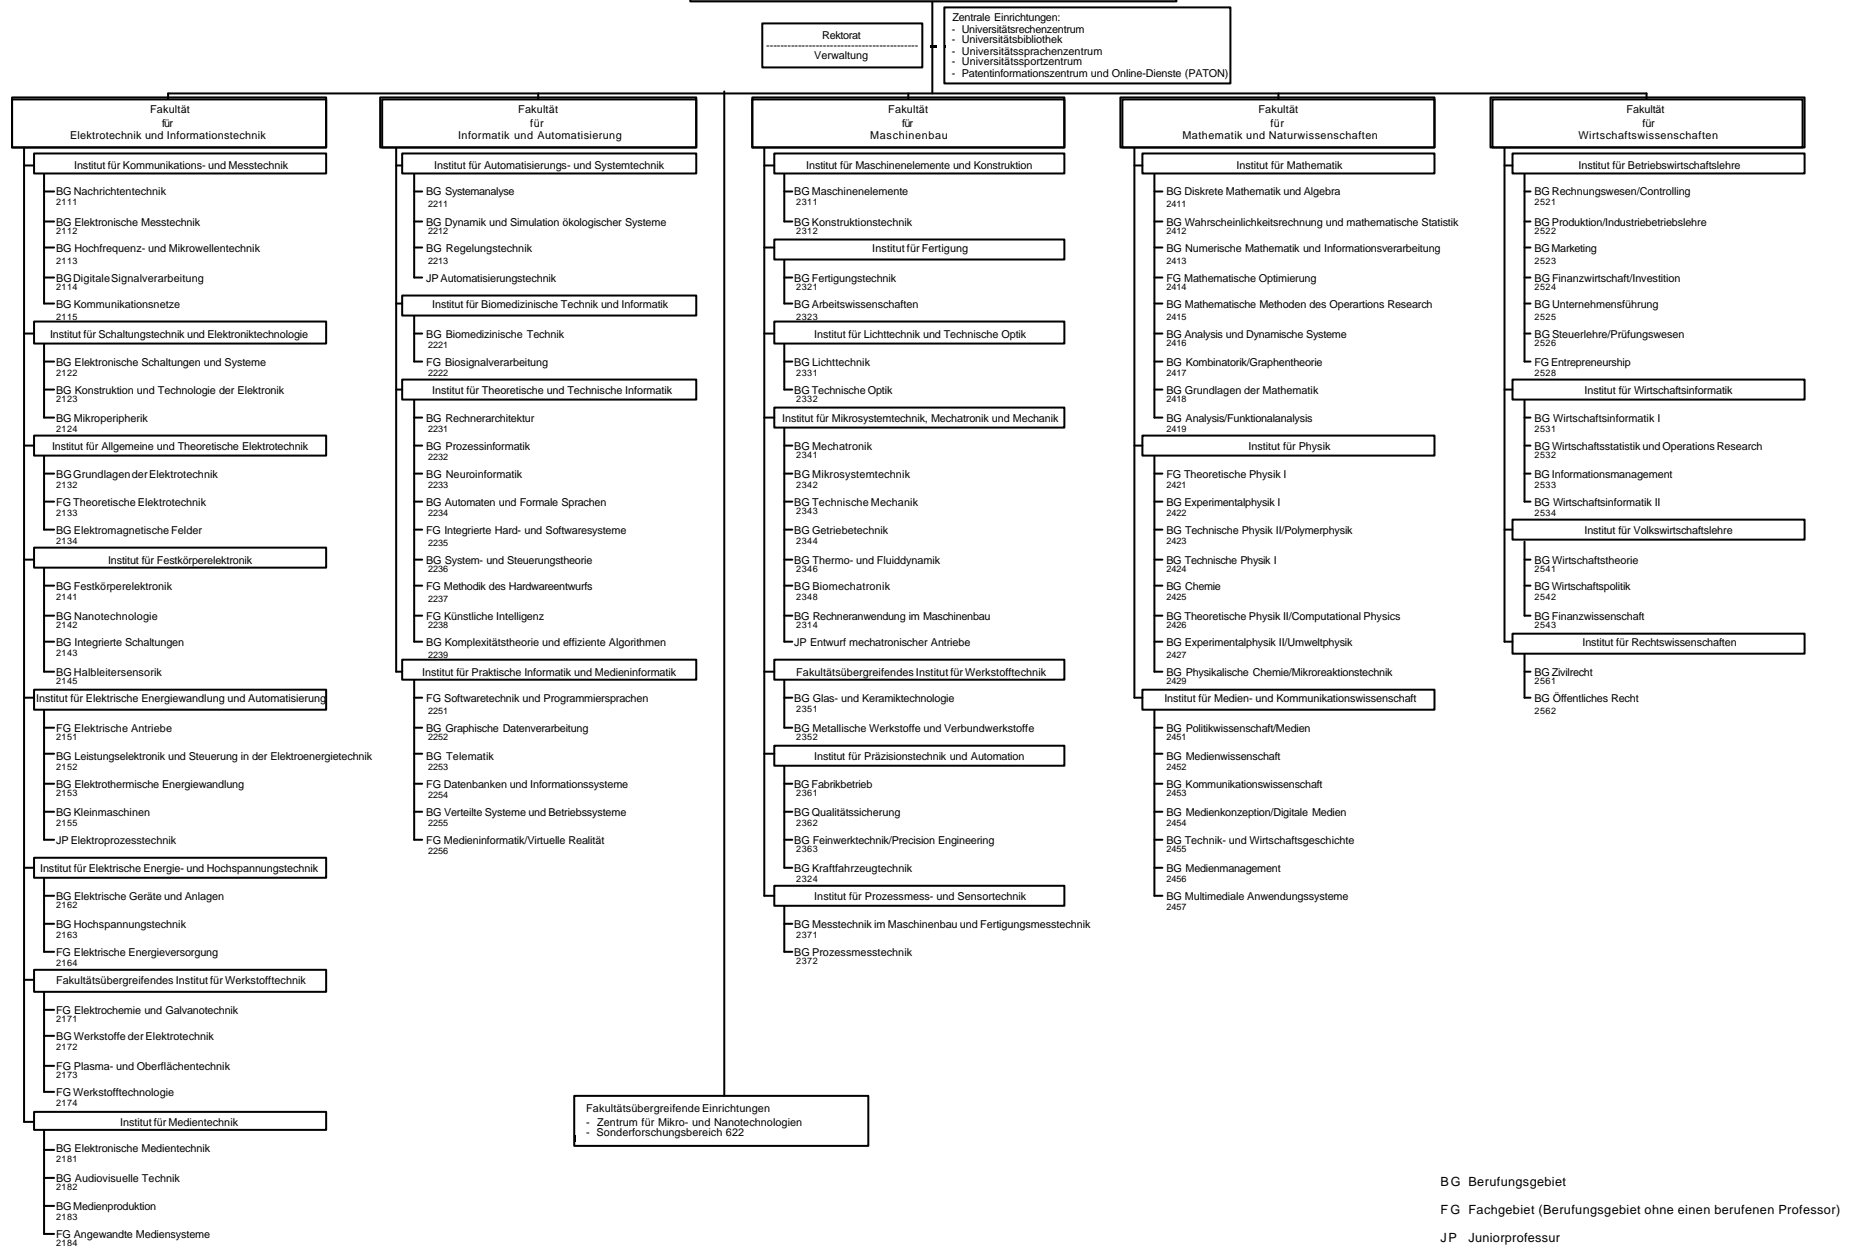 Rektorat
Verwaltung
Zentrale Einrichtungen:
- Universitätsrechenzentrum
- Universitätsbibliothek
- Universitätssprachenzentrum
- Universitätssportzentrum
- Patentinformationszentrum und Online-Dienste (PATON)
Fakultät
für
Elektrotechnik und Informationstechnik
Institut für Kommunikations- und Messtechnik
BG Nachrichtentechnik
2111
BG Elektronische Messtechnik
2112
BG Hochfrequenz- und Mikrowellentechnik
2113
BG Digitale Signalverarbeitung
2114
BG Kommunikationsnetze
2115
Institut für Schaltungstechnik und Elektroniktechnologie
BG Elektronische Schaltungen und Systeme
2122
BG Konstruktion und Technologie der Elektronik
2123
BG Mikroperipherik
2124
Institut für Allgemeine und Theoretische Elektrotechnik
BG Grundlagen der Elektrotechnik
2132
FG Theoretische Elektrotechnik
2133
BG Elektromagnetische Felder
2134
Institut für Festkörperelektronik
BG Festkörperelektronik
2141
BG Nanotechnologie
2142
BG Integrierte Schaltungen
2143
BG Halbleitersensorik
2145
Institut für Elektrische Energiewandlung und Automatisierung
FG Elektrische Antriebe
2151
BG Leistungselektronik und Steuerung in der Elektroenergietechnik
2152
BG Elektrothermische Energiewandlung
2153
BG Kleinmaschinen
2155
JP Elektroprozesstechnik
Institut für Elektrische Energie- und Hochspannungstechnik
BG Elektrische Geräte und Anlagen
2162
BG Hochspannungstechnik
2163
FG Elektrische Energieversorgung
2164
Fakultätsübergreifendes Institut für Werkstofftechnik
FG Elektrochemie und Galvanotechnik
2171
BG Werkstoffe der Elektrotechnik
2172
FG Plasma- und Oberflächentechnik
2173
FG Werkstofftechnologie
2174
Institut für Medientechnik
BG Elektronische Medientechnik
2181
BG Audiovisuelle Technik
2182
BG Medienproduktion
2183
FG Angewandte Mediensysteme
2184
Fakultät
für
Informatik und Automatisierung
Institut für Automatisierungs- und Systemtechnik
BG Systemanalyse
2211
BG Dynamik und Simulation ökologischer Systeme
2212
BG Regelungstechnik
2213
JP Automatisierungstechnik
Institut für Biomedizinische Technik und Informatik
BG Biomedizinische Technik
2221
FG Biosignalverarbeitung
2222
Institut für Theoretische und Technische Informatik
BG Rechnerarchitektur
2231
BG Prozessinformatik
2232
BG Neuroinformatik
2233
BG Automaten und Formale Sprachen
2234
FG Integrierte Hard- und Softwaresysteme
2235
BG System- und Steuerungstheorie
2236
FG Methodik des Hardwareentwurfs
2237
FG Künstliche Intelligenz
2238
BG Komplexitätstheorie und effiziente Algorithmen
2239
Institut für Praktische Informatik und Medieninformatik
FG Softwaretechnik und Programmiersprachen
2251
BG Graphische Datenverarbeitung
2252
BG Telematik
2253
FG Datenbanken und Informationssysteme
2254
BG Verteilte Systeme und Betriebssysteme
2255
FG Medieninformatik/Virtuelle Realität
2256
Fakultät
für
Maschinenbau
Institut für Maschinenelemente und Konstruktion
BG Maschinenelemente
2311
BG Konstruktionstechnik
2312
Institut für Fertigung
BG Fertigungstechnik
2321
BG Arbeitswissenschaften
2323
Institut für Lichttechnik und Technische Optik
BG Lichttechnik
2331
BG Technische Optik
2332
Institut für Mikrosystemtechnik, Mechatronik und Mechanik
BG Mechatronik
2341
BG Mikrosystemtechnik
2342
BG Technische Mechanik
2343
BG Getriebetechnik
2344
BG Thermo- und Fluiddynamik
2346
BG Biomechatronik
2348
BG Rechneranwendung im Maschinenbau
2314
JP Entwurf mechatronischer Antriebe
Fakultätsübergreifendes Institut für Werkstofftechnik
BG Glas- und Keramiktechnologie
2351
BG Metallische Werkstoffe und Verbundwerkstoffe
2352
Institut für Präzisionstechnik und Automation
BG Fabrikbetrieb
2361
BG Qualitätssicherung
2362
BG Feinwerktechnik/Precision Engineering
2363
BG Kraftfahrzeugtechnik
2324
Institut für Prozessmess- und Sensortechnik
BG Messtechnik im Maschinenbau und Fertigungsmesstechnik
2371
BG Prozessmesstechnik
2372
Fakultät
für
Mathematik und Naturwissenschaften
Institut für Mathematik
BG Diskrete Mathematik und Algebra
2411
BG Wahrscheinlichkeitsrechnung und mathematische Statistik
2412
BG Numerische Mathematik und Informationsverarbeitung
2413
FG Mathematische Optimierung
2414
BG Mathematische Methoden des Operartions Research
2415
BG Analysis und Dynamische Systeme
2416
BG Kombinatorik/Graphentheorie
2417
BG Grundlagen der Mathematik
2418
BG Analysis/Funktionalanalysis
2419
Institut für Physik
FG Theoretische Physik I
2421
BG Experimentalphysik I
2422
BG Technische Physik II/Polymerphysik
2423
BG Technische Physik I
2424
BG Chemie
2425
BG Theoretische Physik II/Computational Physics
2426
BG Experimentalphysik II/Umweltphysik
2427
BG Physikalische Chemie/Mikroreaktionstechnik
2429
Institut für Medien- und Kommunikationswissenschaft
BG Politikwissenschaft/Medien
2451
BG Medienwissenschaft
2452
BG Kommunikationswissenschaft
2453
BG Medienkonzeption/Digitale Medien
2454
BG Technik- und Wirtschaftsgeschichte
2455
BG Medienmanagement
2456
BG Multimediale Anwendungssysteme
2457
Fakultät
für
Wirtschaftswissenschaften
Institut für Betriebswirtschaftslehre
BG Rechnungswesen/Controlling
2521
BG Produktion/Industriebetriebslehre
2522
BG Marketing
2523
BG Finanzwirtschaft/Investition
2524
BG Unternehmensführung
2525
BG Steuerlehre/Prüfungswesen
2526
FG Entrepreneurship
2528
Institut für Wirtschaftsinformatik
BG Wirtschaftsinformatik I
2531
BG Wirtschaftsstatistik und Operations Research
2532
BG Informationsmanagement
2533
BG Wirtschaftsinformatik II
2534
Institut für Volkswirtschaftslehre
BG Wirtschaftstheorie
2541
BG Wirtschaftspolitik
2542
BG Finanzwissenschaft
2543
Institut für Rechtswissenschaften
BG Zivilrecht
2561
BG Öffentliches Recht
2562
Fakultätsübergreifende Einrichtungen
- Zentrum für Mikro- und Nanotechnologien
- Sonderforschungsbereich 622
BG Berufungsgebiet
FG Fachgebiet (Berufungsgebiet ohne einen berufenen Professor)
JP Juniorprofessur